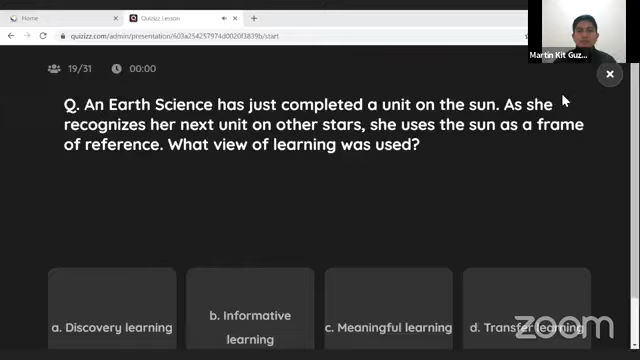 Home
Quizizz Lesson
quizizz.com/admin/presentation/603a254257974d0020f3839b/start
Martin Kit Guz...
19/31
00:00
Q. An Earth Science has just completed a unit on the sun. As she
recognizes her next unit on other stars, she uses the sun as a frame
of reference. What view of learning was used?
a. Discovery learning
b. Informative
learning
c. Meaningful learning
d. Transfer learning
zoom